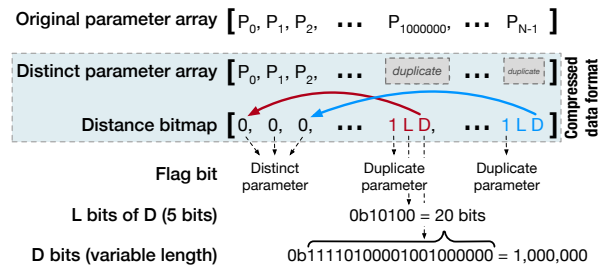 Original parameter array [ P0, P1, P2, ... P1000000, ... PN-1 ]
Distinct parameter array [ P0, P1, P2, ... duplicate ... duplicate ]
Distance bitmap [ 0, 0, 0, ... 1 L D, ... 1 L D ]
Compressed data format
Flag bit Distinct parameter Duplicate parameter Duplicate parameter
L bits of D (5 bits) 0b10100 = 20 bits
D bits (variable length) 0b11110100001001000000 = 1,000,000